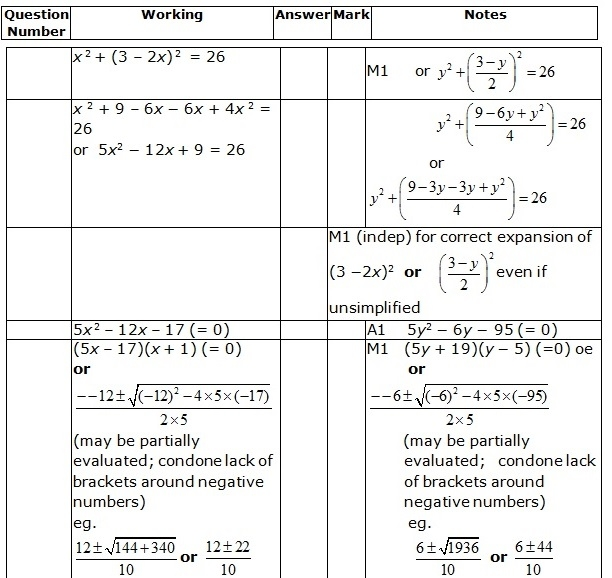 Question Number Working Answer Mark Notes
x² + (3 – 2x)² = 26 M1 or y² + ((3 – y)/2)² = 26
x² + 9 – 6x – 6x + 4x² = 26
or 5x² – 12x + 9 = 26
y² + ((9 – 6y + y²)/4) = 26
or
y² + ((9 – 3y – 3y + y²)/4) = 26
M1 (indep) for correct expansion of
(3 –2x)² or ((3 – y)/2)² even if
unsimplified
5x² – 12x – 17 (= 0) A1 5y² – 6y – 95 (= 0)
(5x – 17)(x + 1) (= 0) M1 (5y + 19)(y – 5) (=0) oe
or
(– –12 ± √((–12)² – 4×5×(–17)))/(2×5)
(may be partially
evaluated; condone lack of
brackets around negative
numbers)
eg.
(12 ± √(144+340))/10 or (12 ± 22)/10
or
(– –6 ± √((–6)² – 4×5×(–95)))/(2×5)
(may be partially
evaluated; condone lack
of brackets around
negative numbers)
eg.
(6 ± √1936)/10 or (6 ± 44)/10